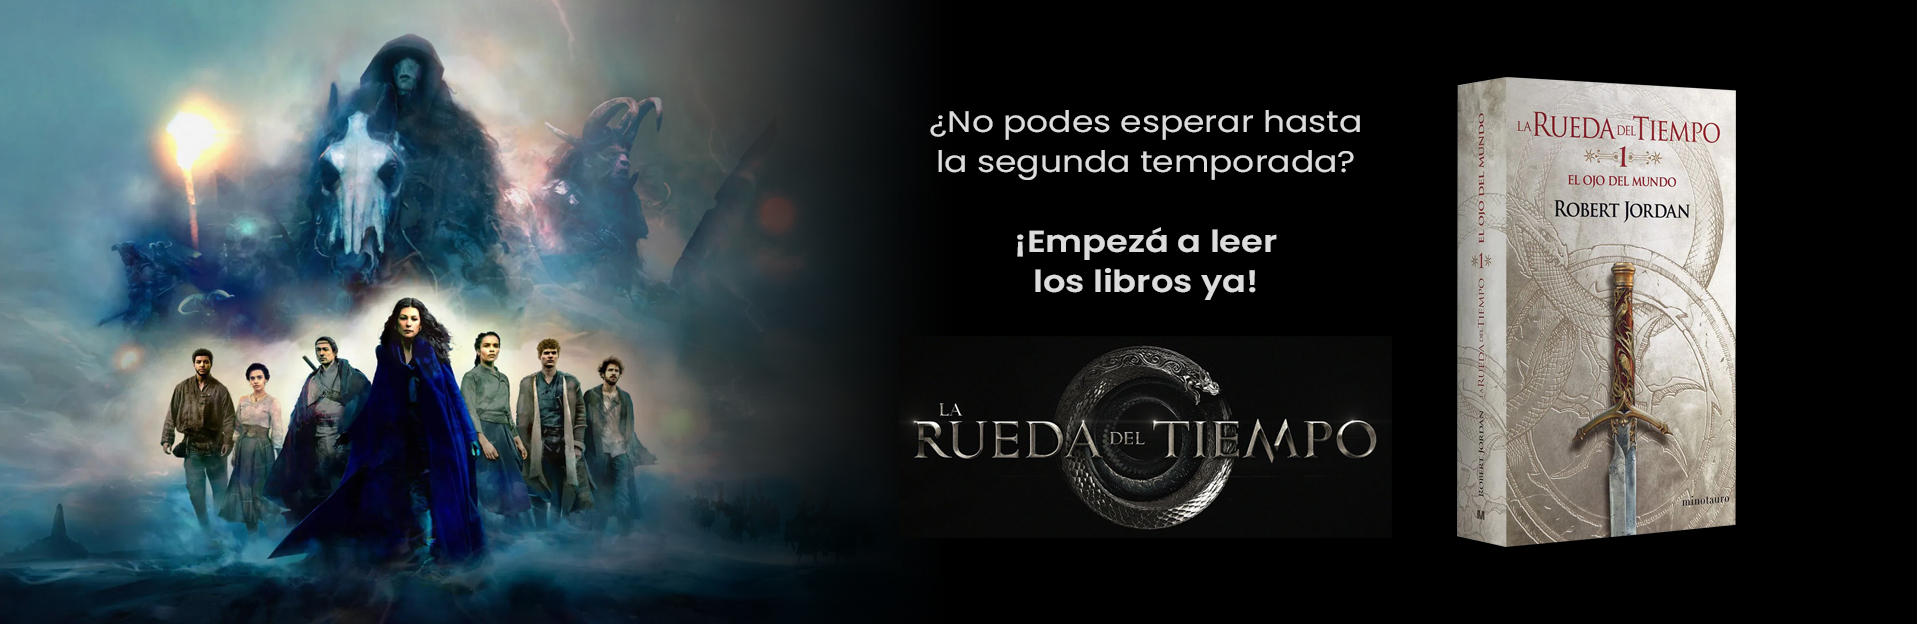 ¿No podes esperar hasta
la segunda temporada?
¡Empezá a leer
los libros ya!
LA
RUEDA DEL TIEMPO
LA RUEDA DEL TIEMPO
1
EL OJO DEL MUNDO
ROBERT JORDAN
minotauro
EL OJO DEL MUNDO
1
LA RUEDA DEL TIEMPO
ROBERT JORDAN
M